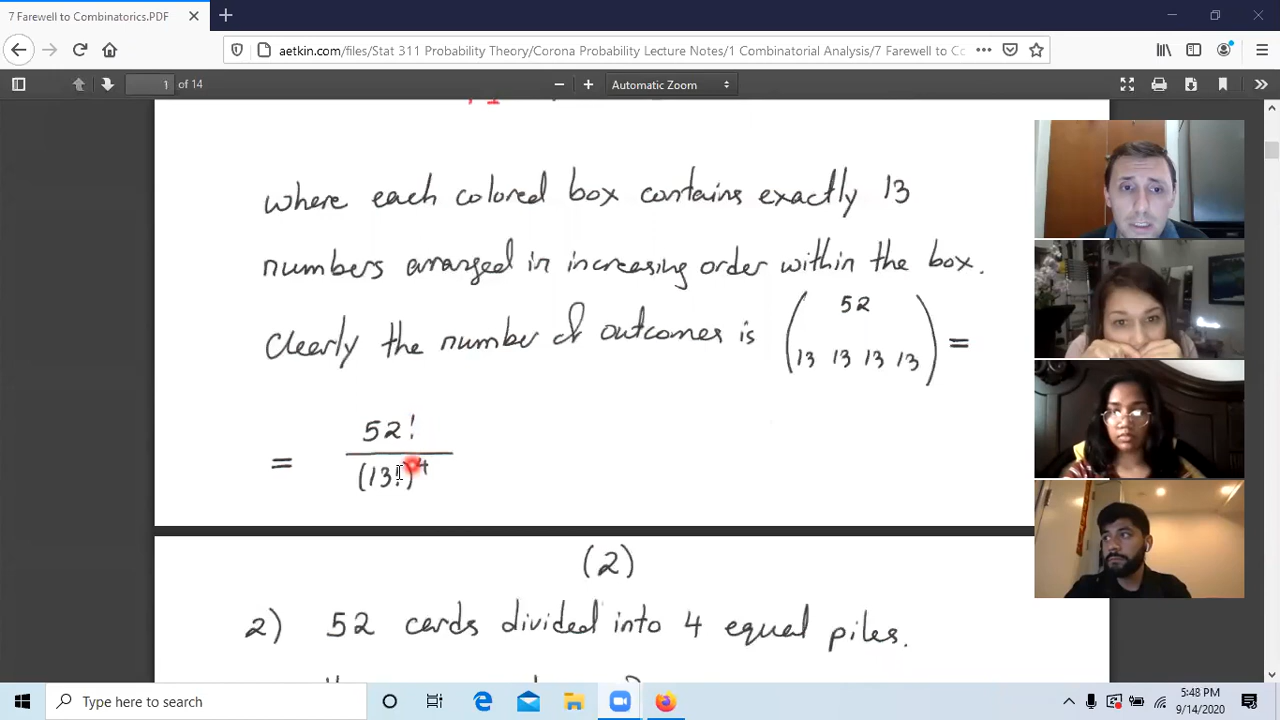 7 Farewell to Combinatorics.PDF
aetkin.com/files/Stat 311 Probability Theory/Corona Probability Lecture Notes/1 Combinatorial Analysis/7 Farewell to Co
1 of 14
Automatic Zoom
where each colored box contains exactly 13
numbers arranged in increasing order within the box.
Clearly the number of outcomes is (52
13 13 13 13) =
= 52!
(13!)^4
(2)
2) 52 cards divided into 4 equal piles.
Type here to search
5:48 PM
9/14/2020